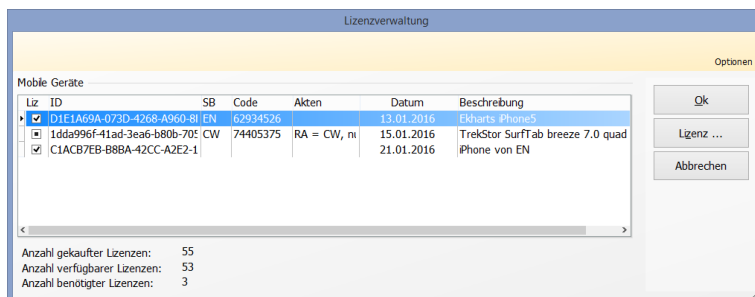 Lizenzverwaltung
Optionen
Mobile Geräte
Liz ID SB Code Akten Datum Beschreibung
D1E1A69A-073D-4268-A960-8 EN 62934526 13.01.2016 Ekharts iPhone5
1dda996f-41ad-3ea6-b80b-705 CW 74405375 RA = CW, nu 15.01.2016 TrekStor SurfTab breeze 7.0 quad
C1ACB7EB-B8BA-42CC-A2E2-1 21.01.2016 iPhone von EN
Ok
Lizenz ...
Abbrechen
Anzahl gekaufter Lizenzen: 55
Anzahl verfügbarer Lizenzen: 53
Anzahl benötigter Lizenzen: 3